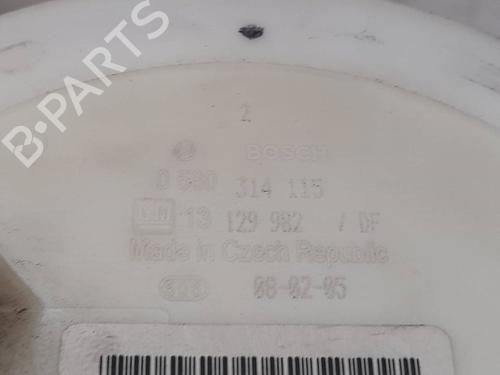 B-PARTS
2
BOSCH
0 580 314 115
GM 13 129 982 / DF
Made in Czech Republic
08-02-05